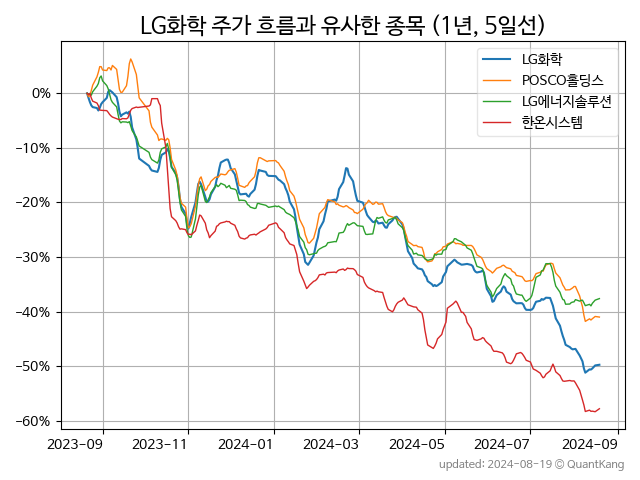 LG화학 주가 흐름과 유사한 종목 (1년, 5일선)
LG화학
POSCO홀딩스
LG에너지솔루션
한온시스템
0%
−10%
−20%
−30%
−40%
−50%
−60%
2023-09 2023-11 2024-01 2024-03 2024-05 2024-07 2024-09
updated: 2024-08-19 © QuantKang